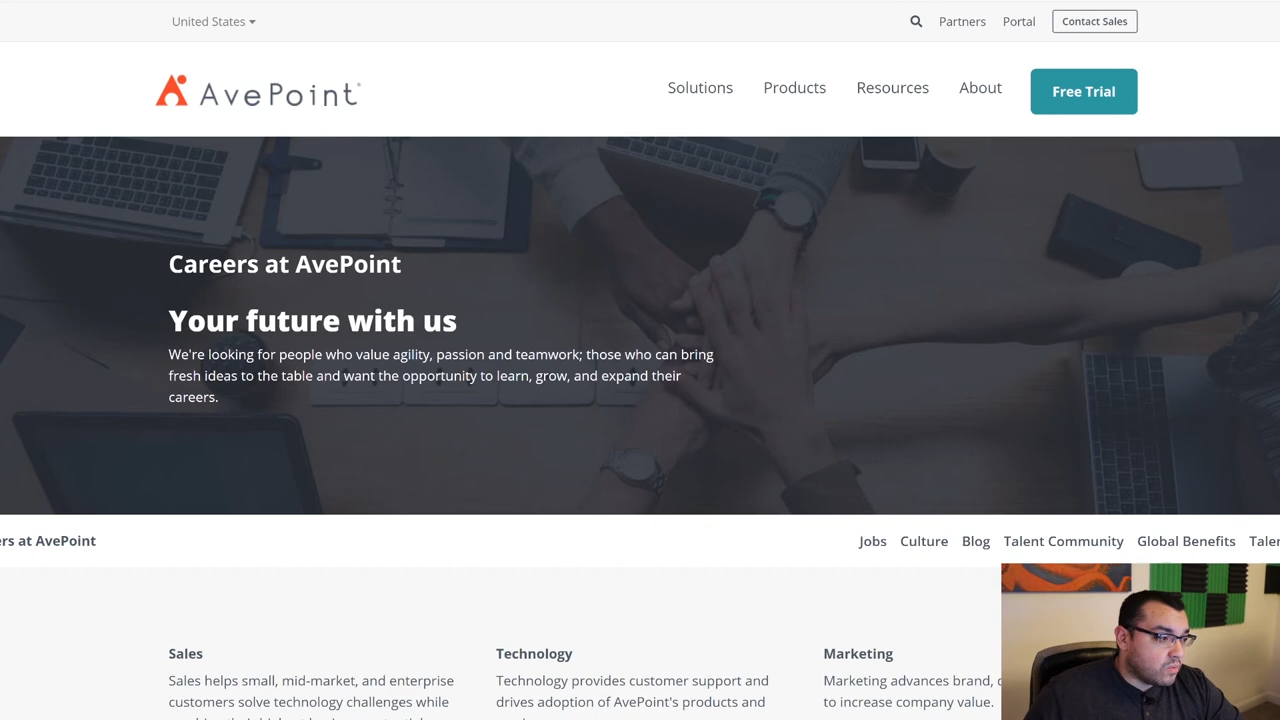 United States
Partners
Portal
Contact Sales
AvePoint
Solutions
Products
Resources
About
Free Trial
Careers at AvePoint
Your future with us
We're looking for people who value agility, passion and teamwork; those who can bring
fresh ideas to the table and want the opportunity to learn, grow, and expand their
careers.
ers at AvePoint
Jobs
Culture
Blog
Talent Community
Global Benefits
Taler
Sales
Technology
Marketing
Sales helps small, mid-market, and enterprise
customers solve technology challenges while
Technology provides customer support and
drives adoption of AvePoint's products and
Marketing advances brand,
to increase company value.